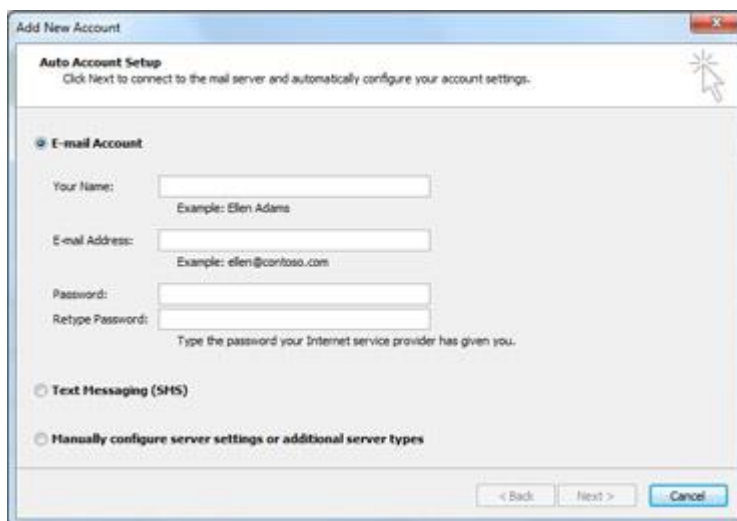 Add New Account
Auto Account Setup
Click Next to connect to the mail server and automatically configure your account settings.
E-mail Account
Your Name:
Example: Ellen Adams
E-mail Address:
Example: ellen@contoso.com
Password:
Retype Password:
Type the password your Internet service provider has given you.
Text Messaging (SMS)
Manually configure server settings or additional server types
< Back Next > Cancel